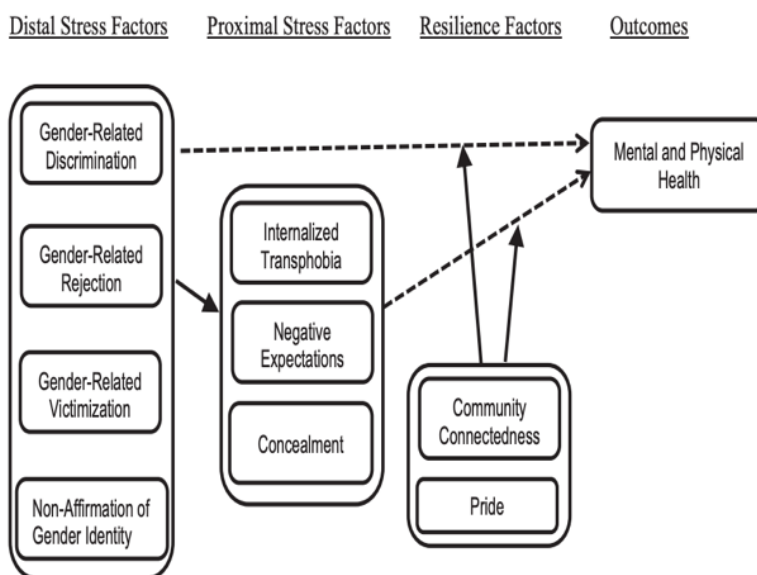 Distal Stress Factors
Proximal Stress Factors
Resilience Factors
Outcomes
Gender-Related
Discrimination
Gender-Related
Rejection
Gender-Related
Victimization
Non-Affirmation of
Gender Identity
Internalized
Transphobia
Negative
Expectations
Concealment
Community
Connectedness
Pride
Mental and Physical
Health